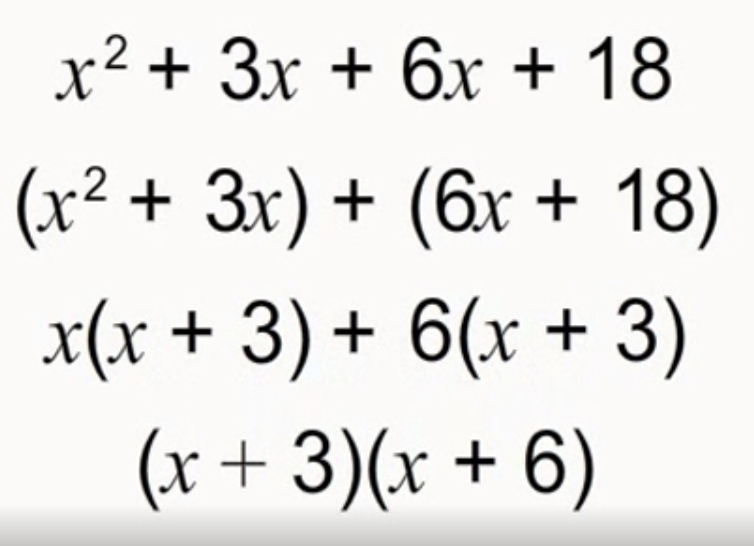 x² + 3x + 6x + 18
(x² + 3x) + (6x + 18)
x(x + 3) + 6(x + 3)
(x + 3)(x + 6)